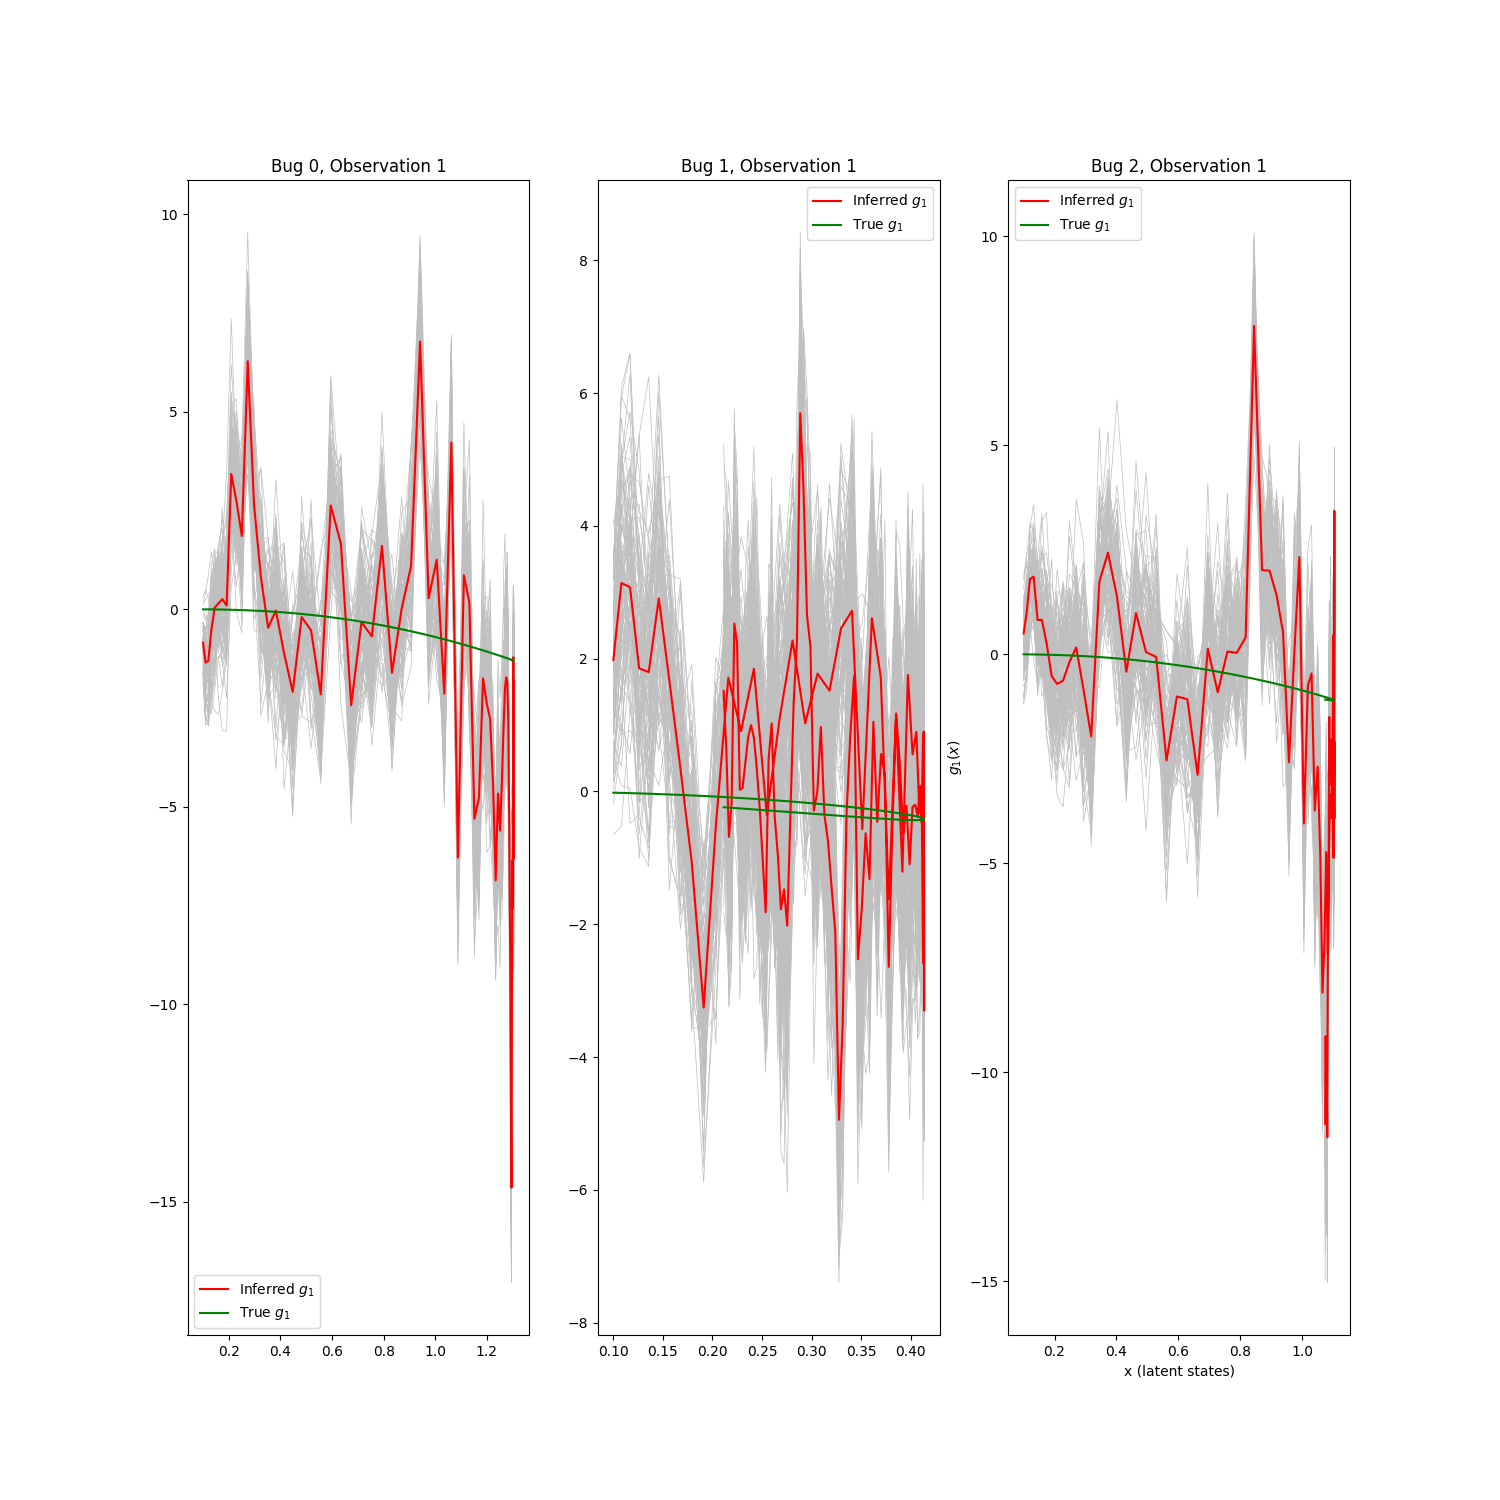 Bug 0, Observation 1
10
5
0
−5
−10
−15
Inferred g₁
True g₁
0.2 0.4 0.6 0.8 1.0 1.2
Bug 1, Observation 1
Inferred g₁
True g₁
8
6
4
2
0
−2
−4
−6
−8
0.10 0.15 0.20 0.25 0.30 0.35 0.40
Bug 2, Observation 1
Inferred g₁
True g₁
g₁(x)
10
5
0
−5
−10
−15
0.2 0.4 0.6 0.8 1.0
x (latent states)